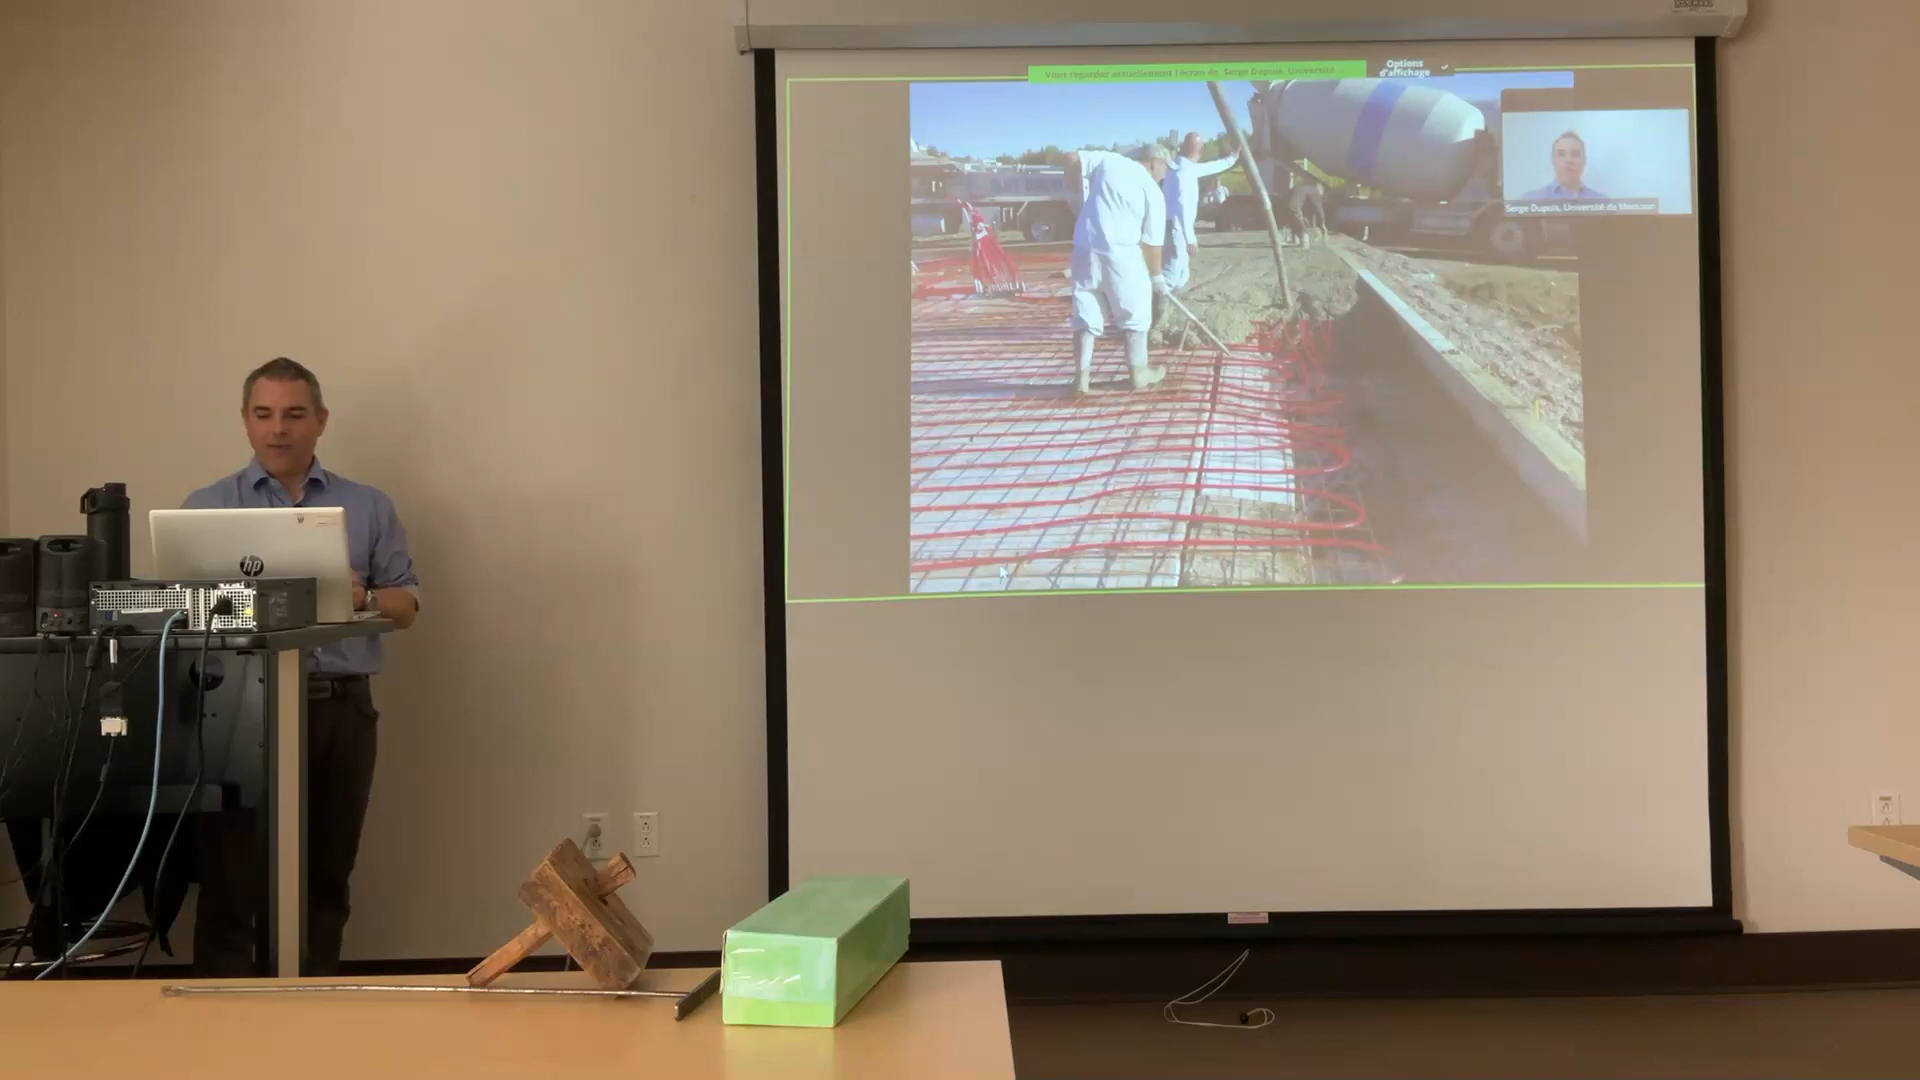 Vous regardez actuellement l'écran de Serge Dupuis, Université
Options
d'affichage
Serge Dupuis, Université de Moncton
hp